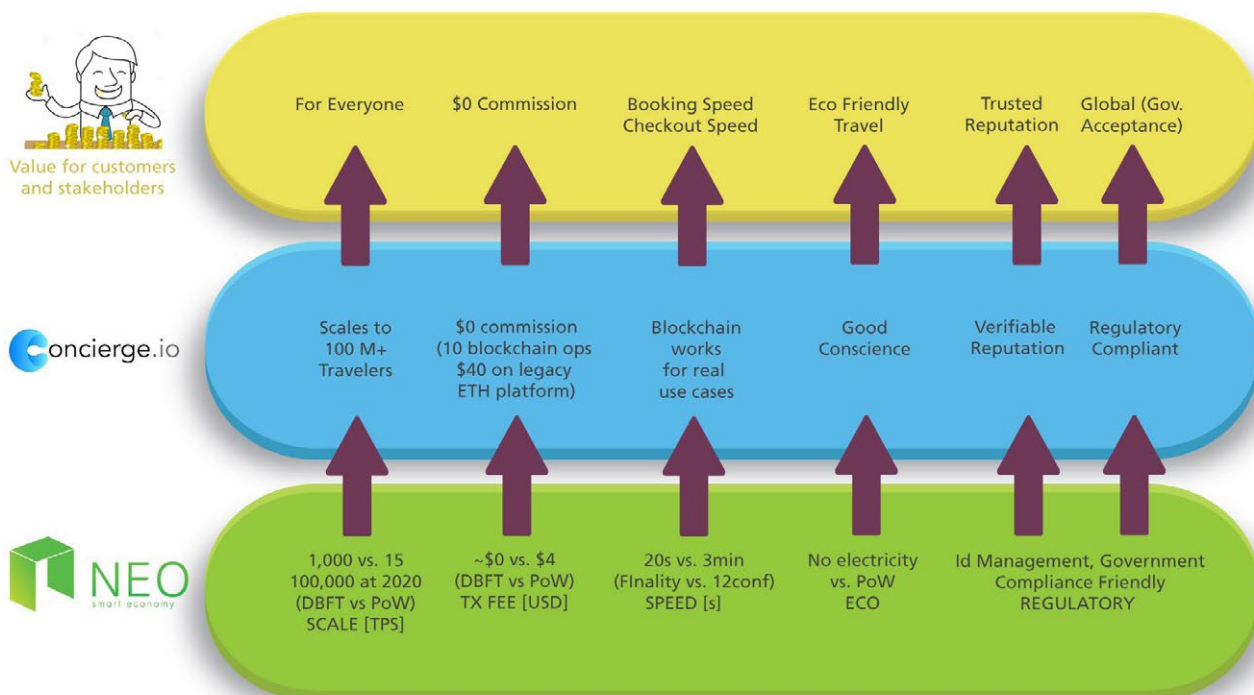 For Everyone
$0 Commission
Booking Speed
Checkout Speed
Eco Friendly
Travel
Trusted
Reputation
Global (Gov.
Acceptance)
Value for customers
and stakeholders
Concierge.io
Scales to
100 M+
Travelers
$0 commission
(10 blockchain ops
$40 on legacy
ETH platform)
Blockchain
works
for real
use cases
Good
Conscience
Verifiable
Reputation
Regulatory
Compliant
NEO
smart economy
1,000 vs. 15
100,000 at 2020
(DBFT vs PoW)
SCALE [TPS]
~$0 vs. $4
(DBFT vs PoW)
TX FEE [USD]
20s vs. 3min
(FInality vs. 12conf)
SPEED [s]
No electricity
vs. PoW
ECO
Id Management, Government
Compliance Friendly
REGULATORY